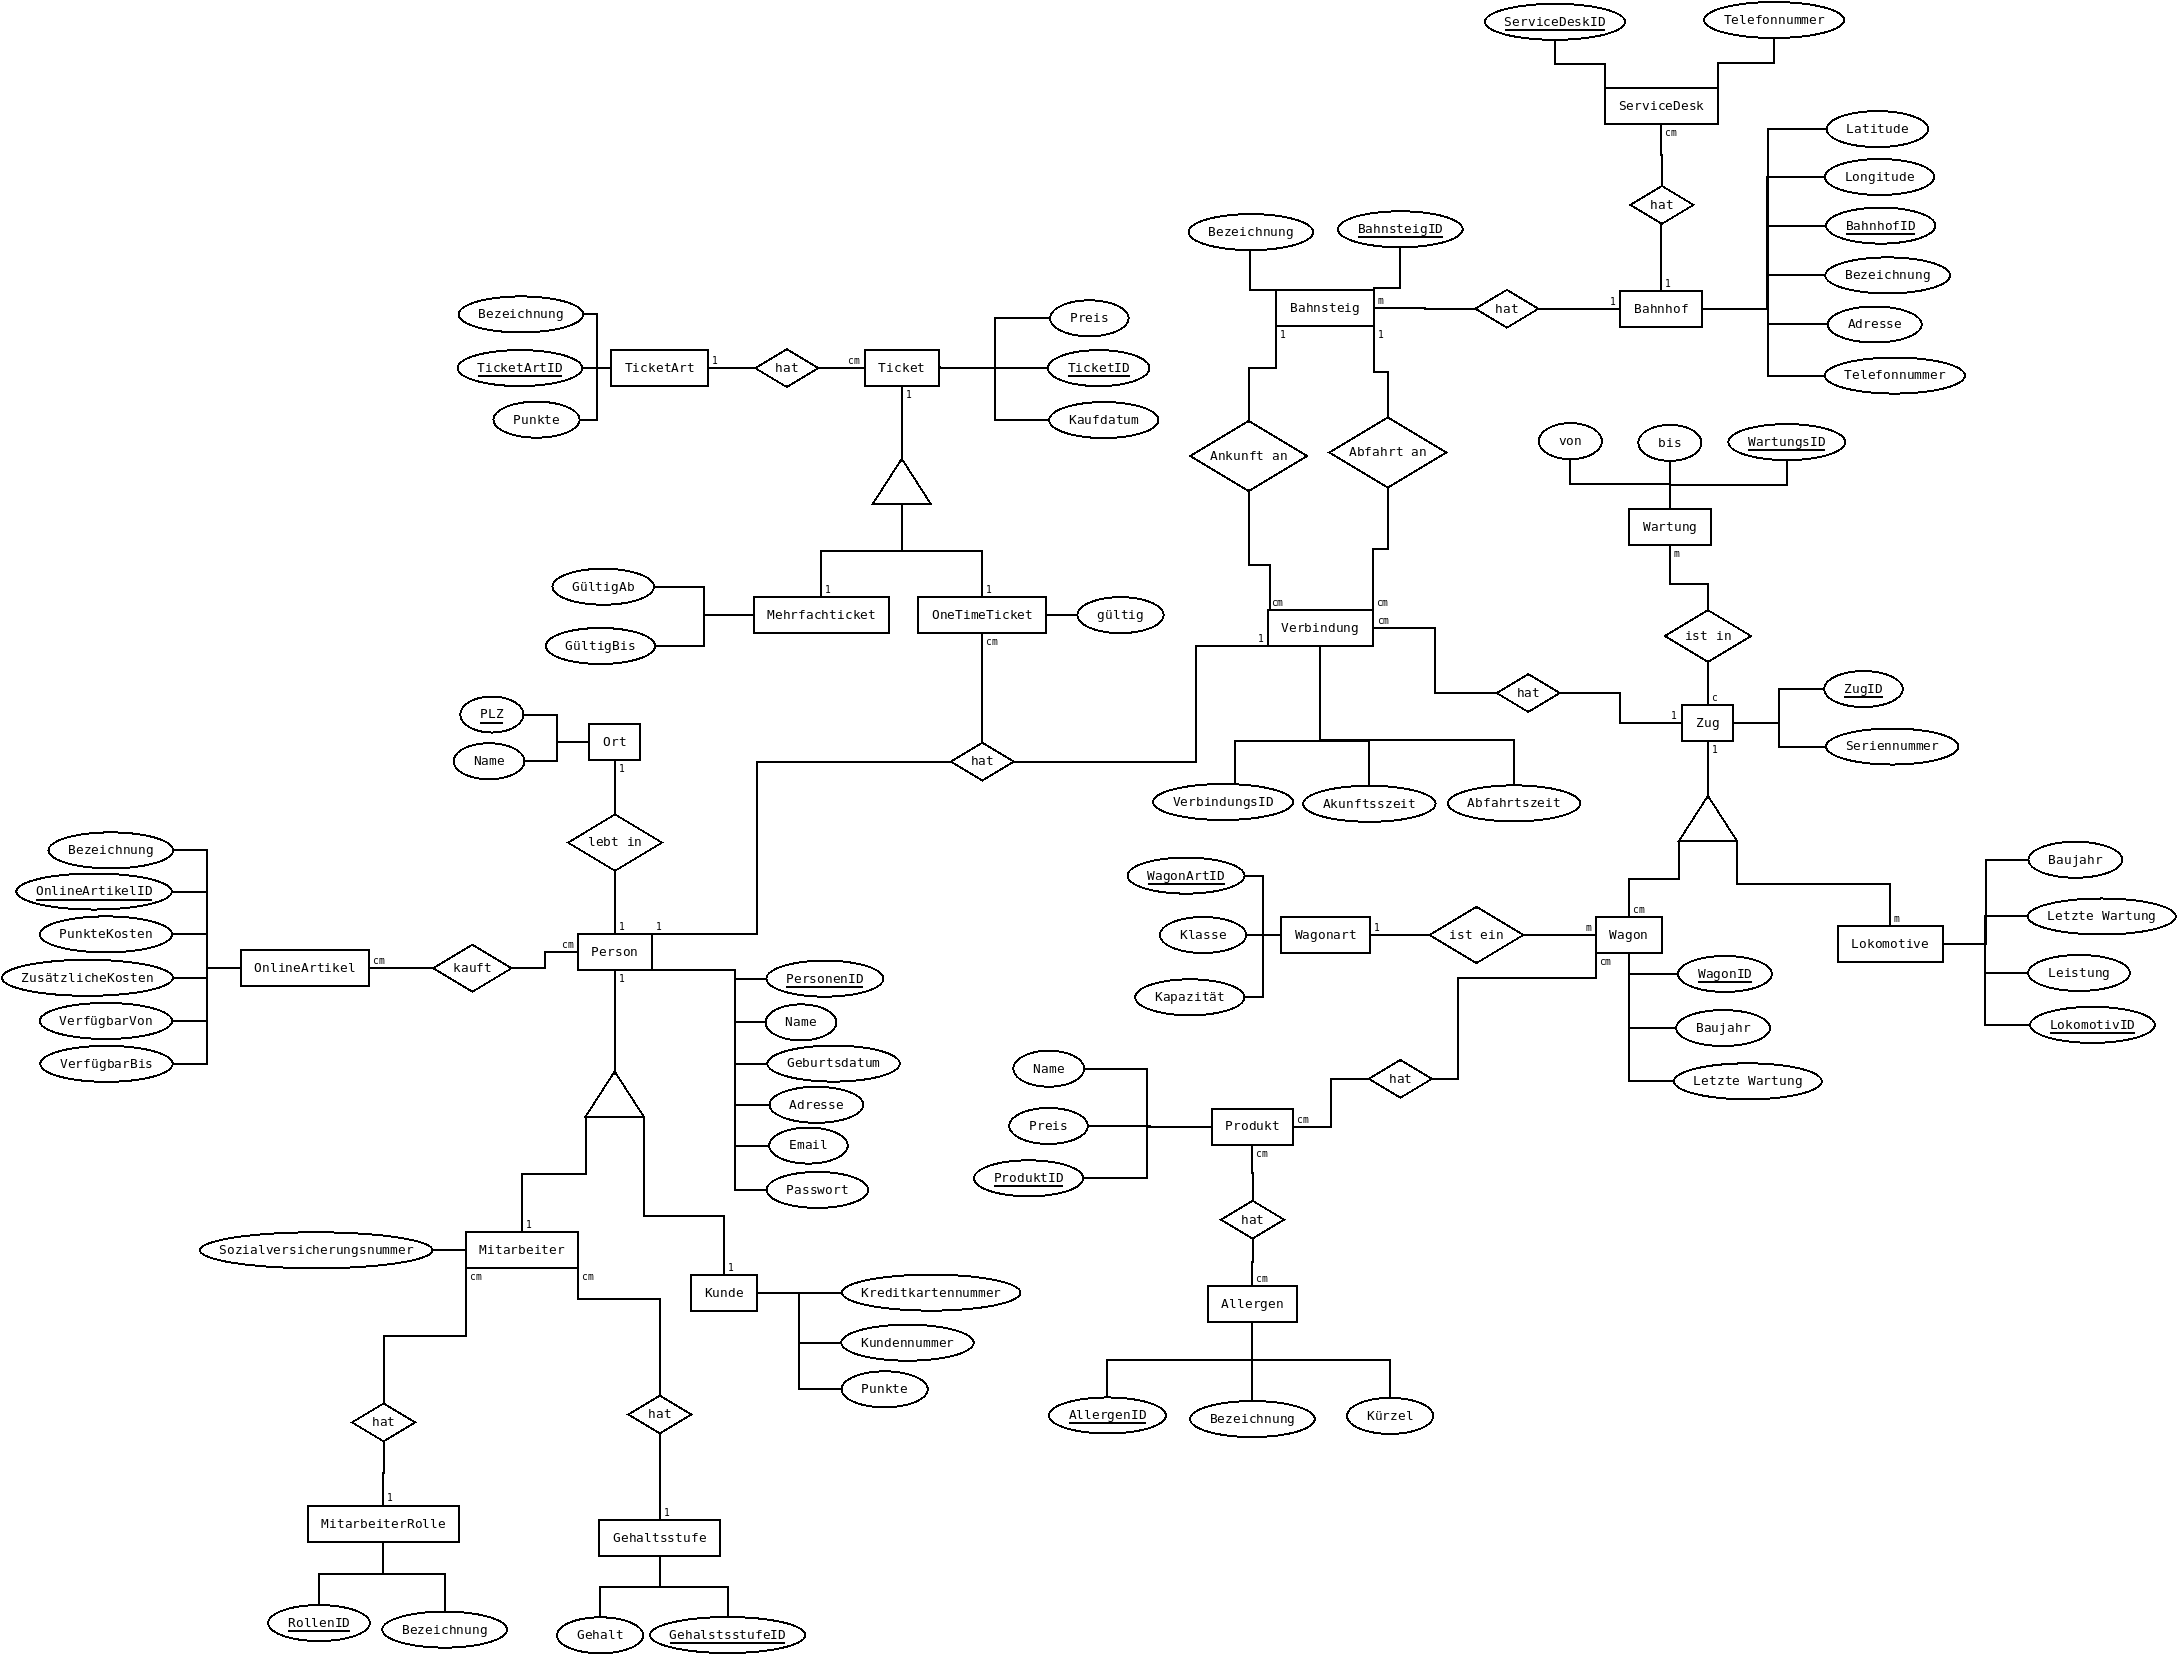 ServiceDeskID
Telefonnummer
ServiceDesk
cm
hat
1
Latitude
Longitude
BahnhofID
Bezeichnung
Adresse
Telefonnummer
Bezeichnung
BahnsteigID
Bahnsteig
m
hat
1
Bahnhof
1
1
Bezeichnung
TicketArtID
Punkte
TicketArt
1
hat
cm
Ticket
1
Preis
TicketID
Kaufdatum
Ankunft an
Abfahrt an
von
bis
WartungsID
Wartung
m
ist in
c
GültigAb
GültigBis
1
Mehrfachticket
1
OneTimeTicket
cm
gültig
cm
cm
Verbindung
cm
1
hat
1
Zug
1
ZugID
Seriennummer
PLZ
Name
Ort
1
hat
VerbindungsID
Akunftsszeit
Abfahrtszeit
lebt in
Bezeichnung
OnlineArtikelID
PunkteKosten
ZusätzlicheKosten
VerfügbarVon
VerfügbarBis
OnlineArtikel
cm
kauft
cm
1
1
Person
1
PersonenID
Name
Geburtsdatum
Adresse
Email
Passwort
WagonArtID
Klasse
Kapazität
Wagonart
1
ist ein
m
cm
Wagon
cm
WagonID
Baujahr
Letzte Wartung
m
Lokomotive
Baujahr
Letzte Wartung
Leistung
LokomotivID
Name
Preis
ProduktID
Produkt
cm
hat
cm
hat
cm
Allergen
AllergenID
Bezeichnung
Kürzel
Sozialversicherungsnummer
1
Mitarbeiter
cm
cm
1
Kunde
Kreditkartennummer
Kundennummer
Punkte
hat
hat
1
MitarbeiterRolle
1
Gehaltsstufe
RollenID
Bezeichnung
Gehalt
GehalstsstufeID